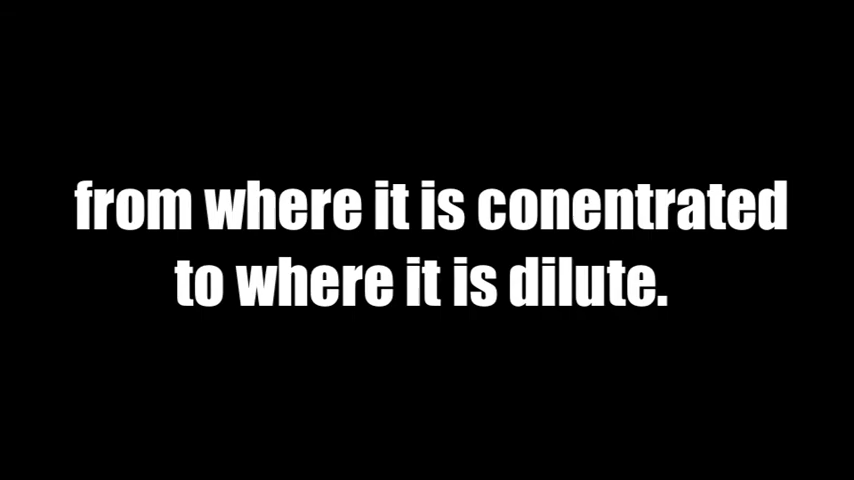 from where it is conentrated
to where it is dilute.